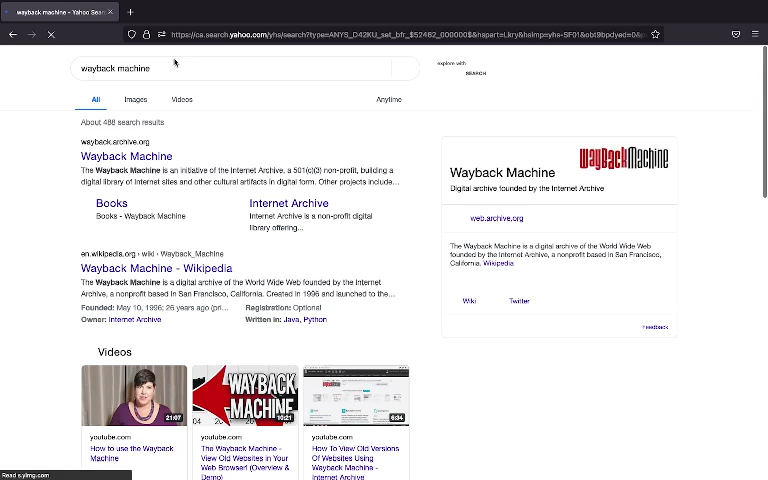 wayback machine - Yahoo Sear
https://ca.search.yahoo.com/yhs/search?type=ANYS_D42KU_set_bfr_$52462_000000$&hspart=Lkry&hsimp=yhs-SF01&obt9bpdyed=0&
wayback machine
explore with
SEARCH
All Images Videos Anytime
About 488 search results
wayback.archive.org
Wayback Machine
The Wayback Machine is an initiative of the Internet Archive, a 501(c)(3) non-profit, building a
digital library of Internet sites and other cultural artifacts in digital form. Other projects include...
Books
Books - Wayback Machine
Internet Archive
Internet Archive is a non-profit digital
library offering...
en.wikipedia.org › wiki › Wayback_Machine
Wayback Machine - Wikipedia
The Wayback Machine is a digital archive of the World Wide Web founded by the Internet
Archive, a nonprofit based in San Francisco, California. Created in 1996 and launched to the...
Founded: May 10, 1996; 26 years ago (pri... Registration: Optional
Owner: Internet Archive Written in: Java, Python
Videos
21:07
WAYBACK
MACHINE
10:21
6:34
youtube.com
How to use the Wayback
Machine
youtube.com
The Wayback Machine -
View Old Websites in Your
Web Browser! (Overview &
Demo)
youtube.com
How To View Old Versions
Of Websites Using
Wayback Machine -
Internet Archive
Wayback Machine
Digital archive founded by the Internet Archive
WayBackMachine
web.archive.org
The Wayback Machine is a digital archive of the World Wide Web
founded by the Internet Archive, a nonprofit based in San Francisco,
California. Wikipedia
Wiki Twitter
Feedback
Read s.yimg.com